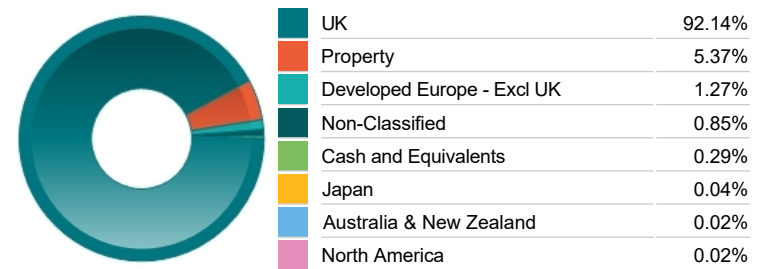 UK 92.14%
Property 5.37%
Developed Europe - Excl UK 1.27%
Non-Classified 0.85%
Cash and Equivalents 0.29%
Japan 0.04%
Australia & New Zealand 0.02%
North America 0.02%